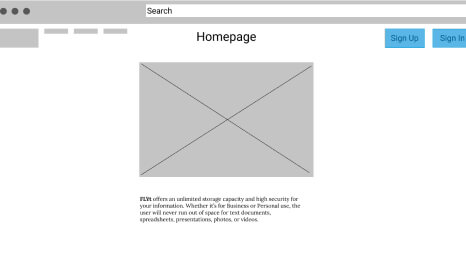 Search
Homepage
Sign Up
Sign In
offers an unlimited storage capacity and high security for
your information. Whether it's for Business or Personal use, the
user will never run out of space for text documents,
spreadsheets, presentations, photos, or videos.